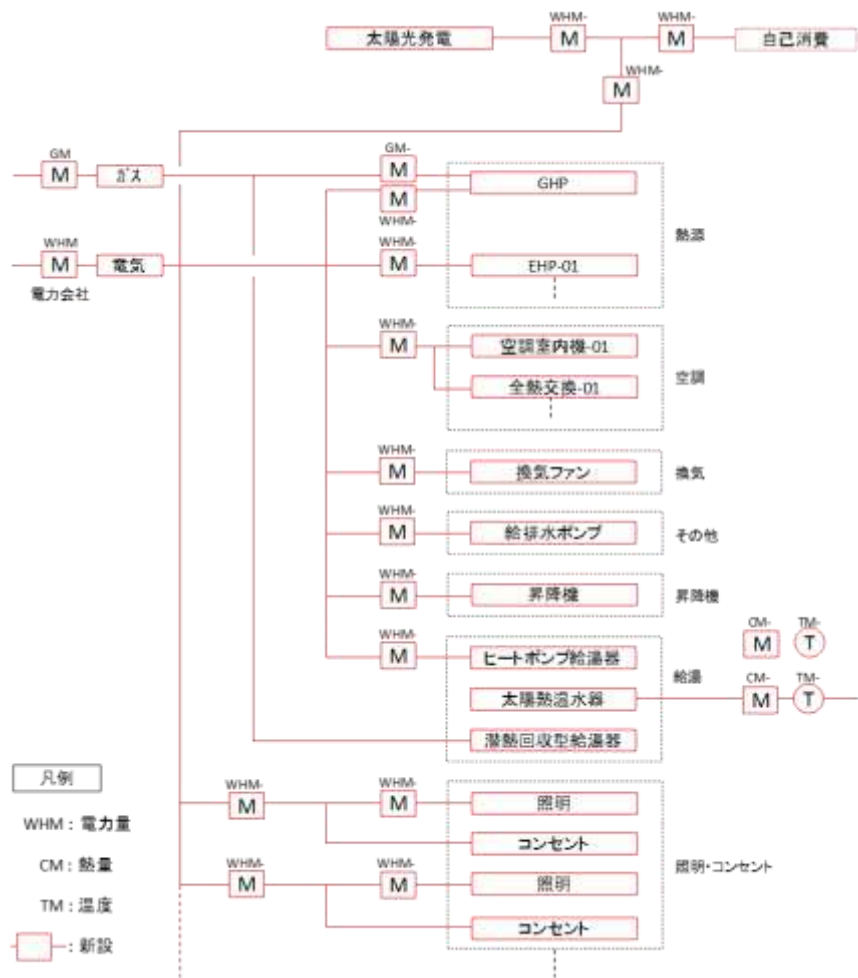 WHM-
WHM-
太陽光発電
M
M
自己消費
WHM-
M
GM
GM-
M
ガス
M
GHP
M
WHM-
熱源
WHM
WHM-
M
電気
M
EHP-01
電力会社
WHM-
M
空調室内機-01
空調
全熱交換-01
WHM-
M
換気ファン
換気
WHM-
M
給排水ポンプ
その他
WHM-
M
昇降機
昇降機
CM-
TM-
M
T
WHM-
M
ヒートポンプ給湯器
給湯
CM-
TM-
太陽熱温水器
M
T
潜熱回収型給湯器
凡例
WHM-
WHM-
M
M
照明
WHM : 電力量
コンセント
CM : 熱量
WHM-
WHM-
照明・コンセント
M
M
照明
TM : 温度
コンセント
: 新設